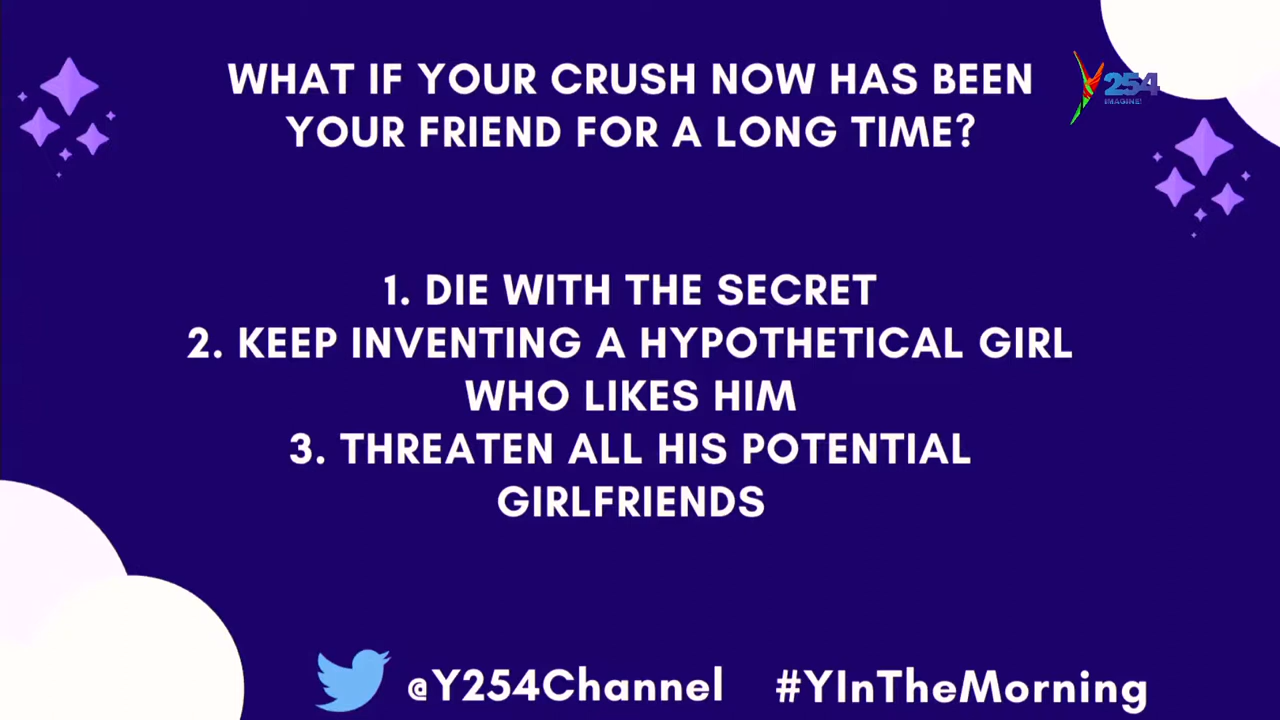 WHAT IF YOUR CRUSH NOW HAS BEEN
YOUR FRIEND FOR A LONG TIME?
Y254
IMAGINE!
1. DIE WITH THE SECRET
2. KEEP INVENTING A HYPOTHETICAL GIRL
WHO LIKES HIM
3. THREATEN ALL HIS POTENTIAL
GIRLFRIENDS
@Y254Channel #YInTheMorning